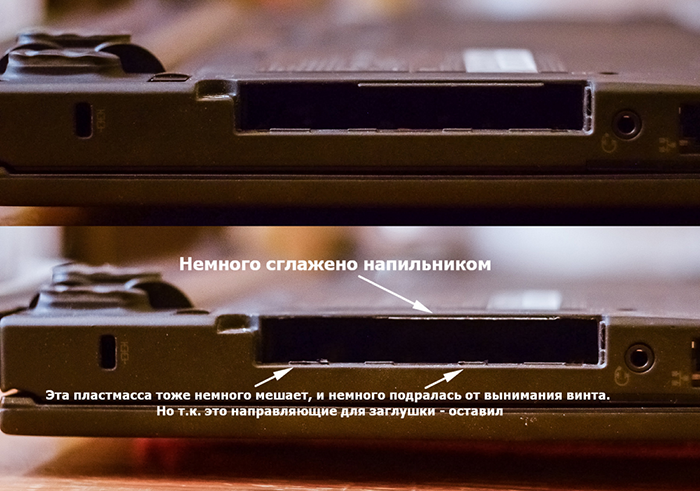 Немного сглажено напильником
Эта пластмасса тоже немного мешает, и немного подралась от вынимания винта.
Но т.к. это направляющие для заглушки - оставил